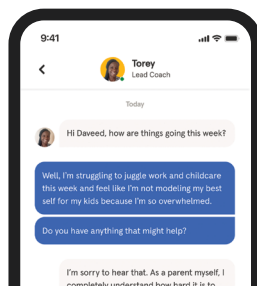 9:41
Torey
Lead Coach
Today
Hi Daveed, how are things going this week?
Well, I'm struggling to juggle work and childcare
this week and feel like I'm not modeling my best
self for my kids because I'm so overwhelmed.
Do you have anything that might help?
I'm sorry to hear that. As a parent myself, I
completely understand how hard it is to